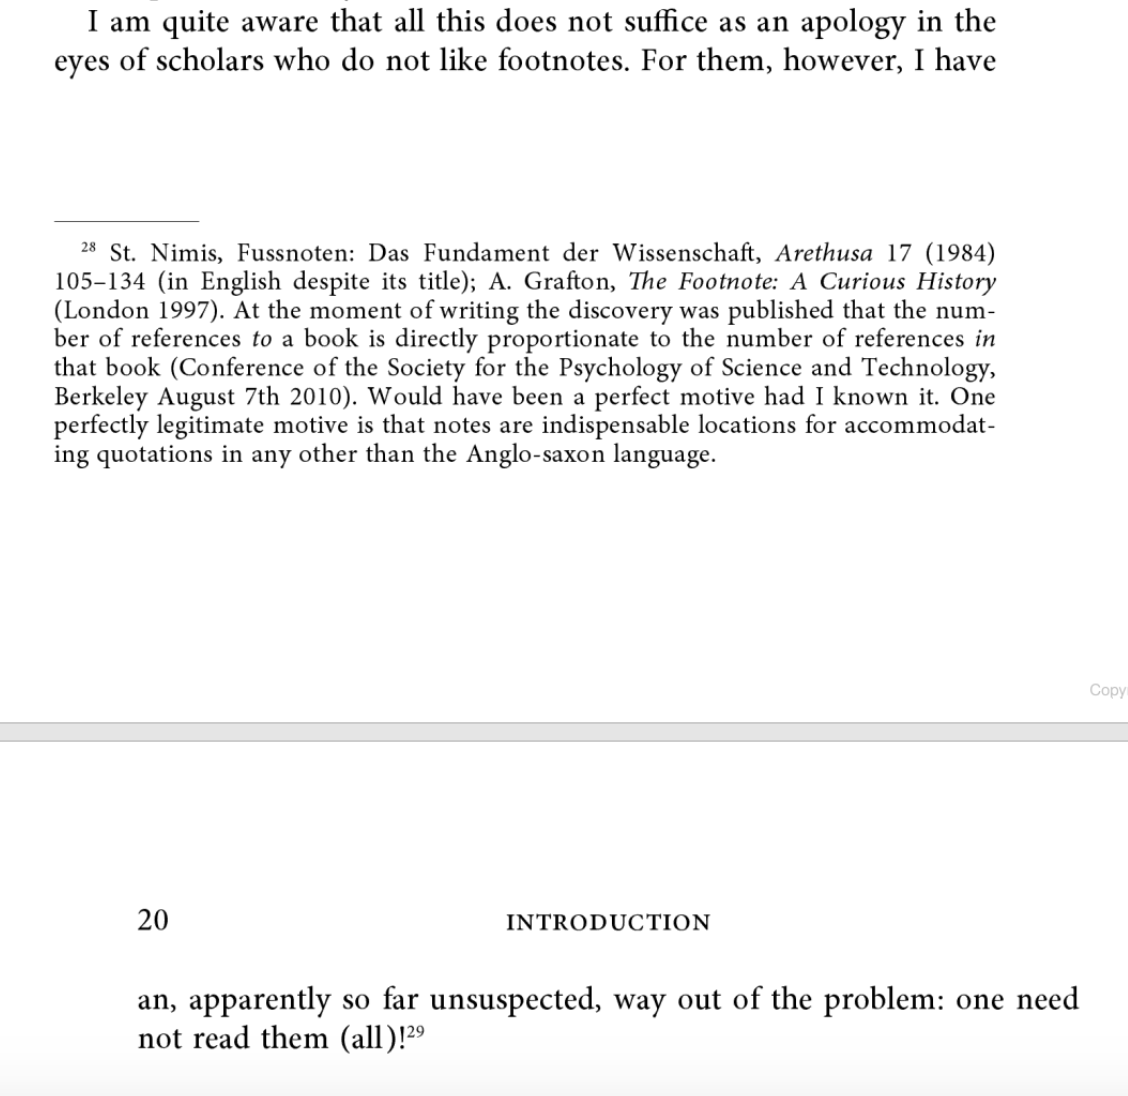 I am quite aware that all this does not suffice as an apology in the
eyes of scholars who do not like footnotes. For them, however, I have
28 St. Nimis, Fussnoten: Das Fundament der Wissenschaft, Arethusa 17 (1984)
105–134 (in English despite its title); A. Grafton, The Footnote: A Curious History
(London 1997). At the moment of writing the discovery was published that the num-
ber of references to a book is directly proportionate to the number of references in
that book (Conference of the Society for the Psychology of Science and Technology,
Berkeley August 7th 2010). Would have been a perfect motive had I known it. One
perfectly legitimate motive is that notes are indispensable locations for accommodat-
ing quotations in any other than the Anglo-saxon language.
Copy
20 INTRODUCTION
an, apparently so far unsuspected, way out of the problem: one need
not read them (all)!29